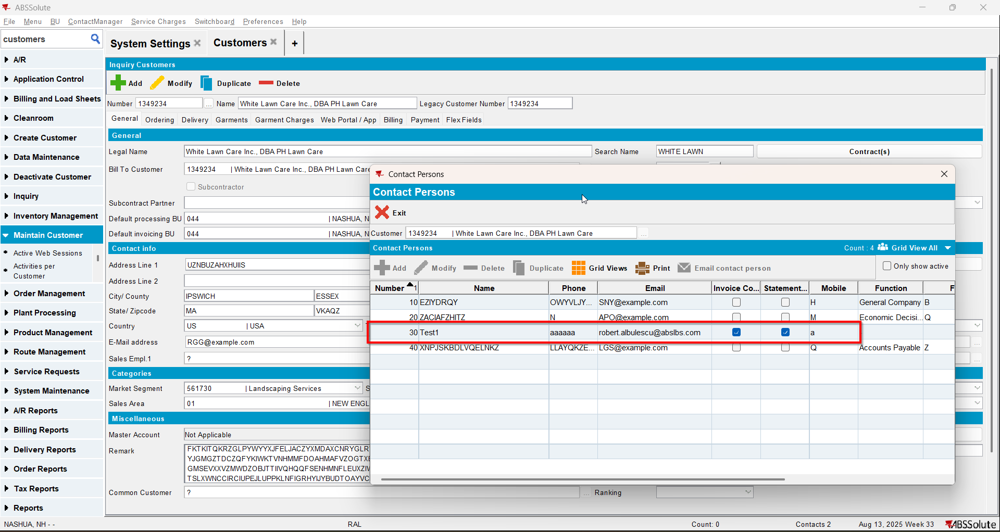 ABSSolute
File Menu BU ContactManager Service Charges Switchboard Preferences Help
customers
System Settings
Customers
+
A/R
Application Control
Billing and Load Sheets
Cleanroom
Create Customer
Data Maintenance
Deactivate Customer
Inquiry
Inventory Management
Maintain Customer
Active Web Sessions
Activities per
Customer
Order Management
Plant Processing
Product Management
Route Management
Service Requests
System Maintenance
A/R Reports
Billing Reports
Delivery Reports
Order Reports
Tax Reports
Reports
Inquiry Customers
Add Modify Duplicate Delete
Number 1349234 ... Name White Lawn Care Inc., DBA PH Lawn Care Legacy Customer Number 1349234
General Ordering Delivery Garments Garment Charges Web Portal / App Billing Payment Flex Fields
General
Legal Name White Lawn Care Inc., DBA PH Lawn Care Search Name WHITE LAWN Contract(s)
Bill To Customer 1349234 | White Lawn Care Inc., DBA PH Lawn Care
Subcontractor
Subcontract Partner
Default processing BU 044 | NASHUA, N
Default invoicing BU 044 | NASHUA, N
Contact info
Address Line 1 UZNBUZAHXHUIIS
Address Line 2
City/ County IPSWICH ESSEX
State/ Zipcode MA VKAQZ
Country US | USA
E-Mail address RGG@example.com
Sales Empl.1 ?
Categories
Market Segment 561730 | Landscaping Services S
Sales Area 01 | NEW ENGL
Miscellaneous
Master Account Not Applicable
Remark FKTKITQKRZGLPYWYYXJFELJACZYXMDAXCNRYGLR
YJGMGZTDCZQFYKIWKTVNHMMFDOAHMAFVZOGTXE
GMSEVXXVZMWDZOBJTTIIVQHQQFSENHMNFLEUXZIV
TSLXWNCCIRCIUPEJLUPPKLNFIGRHYIJYBUDTOAYVC
Common Customer ? ... Ranking
Contact Persons
Contact Persons
Exit
Customer 1349234 | White Lawn Care Inc., DBA PH Lawn Care ...
Contact Persons Count : 4 Grid View All
Add Modify Delete Duplicate Grid Views Print Email contact person Only show active
Number 1 Name Phone Email Invoice Co... Statement... Mobile Function F
10 EZIYDRQY OWYVLJY... SNY@example.com H General Company B
20 ZACIAFZHITZ N APO@example.com M Economic Decisi... Q
30 Test1 aaaaaa robert.albulescu@abslbs.com a
40 XNPJSKBDLVQELNKZ LLAYQKZE... LGS@example.com Q Accounts Payable Z
NASHUA, NH - - RAL Count: 0 Contacts 2 Aug 13, 2025 Week 33 ABSSolute